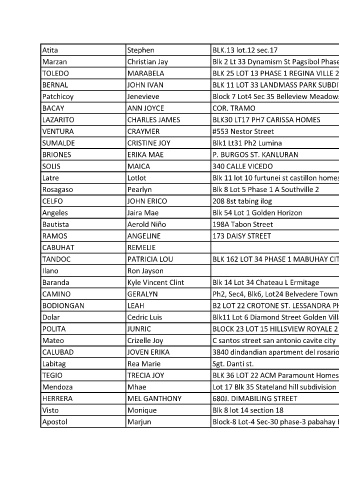 Atita Stephen BLK.13 lot.12 sec.17
Marzan Christian Jay Blk 2 Lt 33 Dynamism St Pagsibol Phase
TOLEDO MARABELA BLK 25 LOT 13 PHASE 1 REGINA VILLE 2
BERNAL JOHN IVAN BLK 11 LOT 33 LANDMASS PARK SUBDI
Patchicoy Jenevieve Block 7 Lot4 Sec 35 Belleview Meadow
BACAY ANN JOYCE COR. TRAMO
LAZARITO CHARLES JAMES BLK30 LT17 PH7 CARISSA HOMES
VENTURA CRAYMER #553 Nestor Street
SUMALDE CRISTINE JOY Blk1 Lt31 Ph2 Lumina
BRIONES ERIKA MAE P. BURGOS ST. KANLURAN
SOLIS MAICA 340 CALLE VICEDO
Latre Lotlot Blk 11 lot 10 furtunei st castillon homes
Rosagaso Pearlyn Blk 8 Lot 5 Phase 1 A Southville 2
CELFO JOHN ERICO 208 8st tabing ilog
Angeles Jaira Mae Blk 54 Lot 1 Golden Horizon
Bautista Aerold Niño 198A Tabon Street
RAMOS ANGELINE 173 DAISY STREET
CABUHAT REMELIE
TANDOC PATRICIA LOU BLK 162 LOT 34 PHASE 1 MABUHAY CIT
Ilano Ron Jayson
Baranda Kyle Vincent Clint Blk 14 Lot 34 Chateau L Ermitage
CAMINO GERALYN Ph2, Sec4, Blk6, Lot24 Belvedere Town
BODIONGAN LEAH B2 LOT 22 CROTONE ST. LESSANDRA PH
Dolar Cedric Luis Blk11 Lot 6 Diamond Street Golden Vill
POLITA JUNRIC BLOCK 23 LOT 15 HILLSVIEW ROYALE 2
Mateo Crizelle Joy C santos street san antonio cavite city
CALUBAD JOVEN ERIKA 3840 dindandian apartment del rosario
Labitag Rea Marie Sgt. Danti st.
TEGIO TRECIA JOY BLK 36 LOT 22 ACM Paramount Homes
Mendoza Mhae Lot 17 Blk 35 Stateland hill subdivision
HERRERA MEL GANTHONY 680J. DIMABILING STREET
Visto Monique Blk 8 lot 14 section 18
Apostol Marjun Block-8 Lot-4 Sec-30 phase-3 pabahay